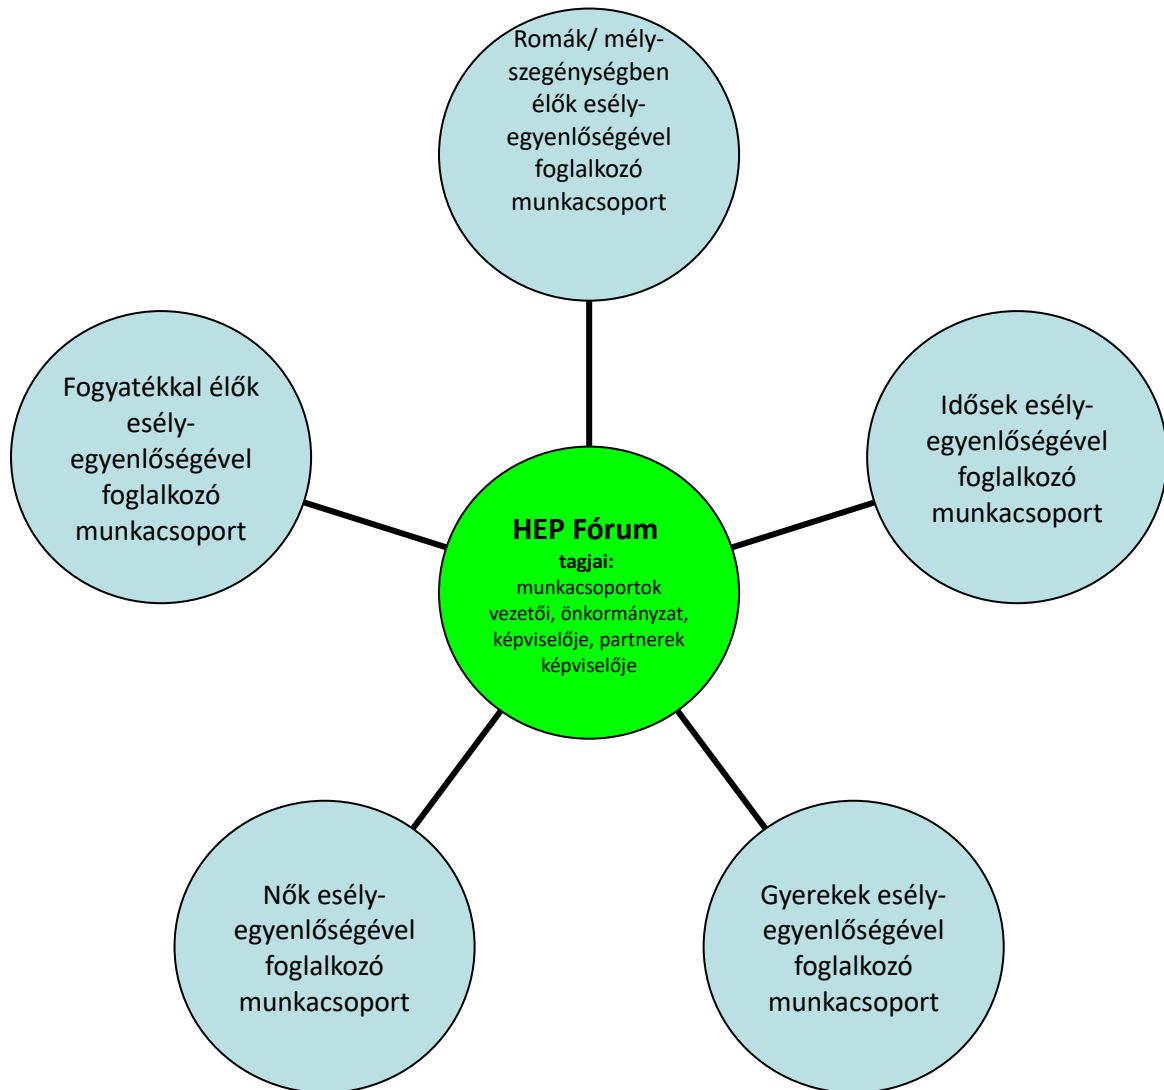 Romák/ mély-
szegénységben
élők esély-
egyenlőségével
foglalkozó
munkacsoport
Fogyatékkal élők
esély-
egyenlőségével
foglalkozó
munkacsoport
Idősek esély-
egyenlőségével
foglalkozó
munkacsoport
HEP Fórum
tagjai:
munkacsoportok
vezetői, önkormányzat,
képviselője, partnerek
képviselője
Nők esély-
egyenlőségével
foglalkozó
munkacsoport
Gyerekek esély-
egyenlőségével
foglalkozó
munkacsoport